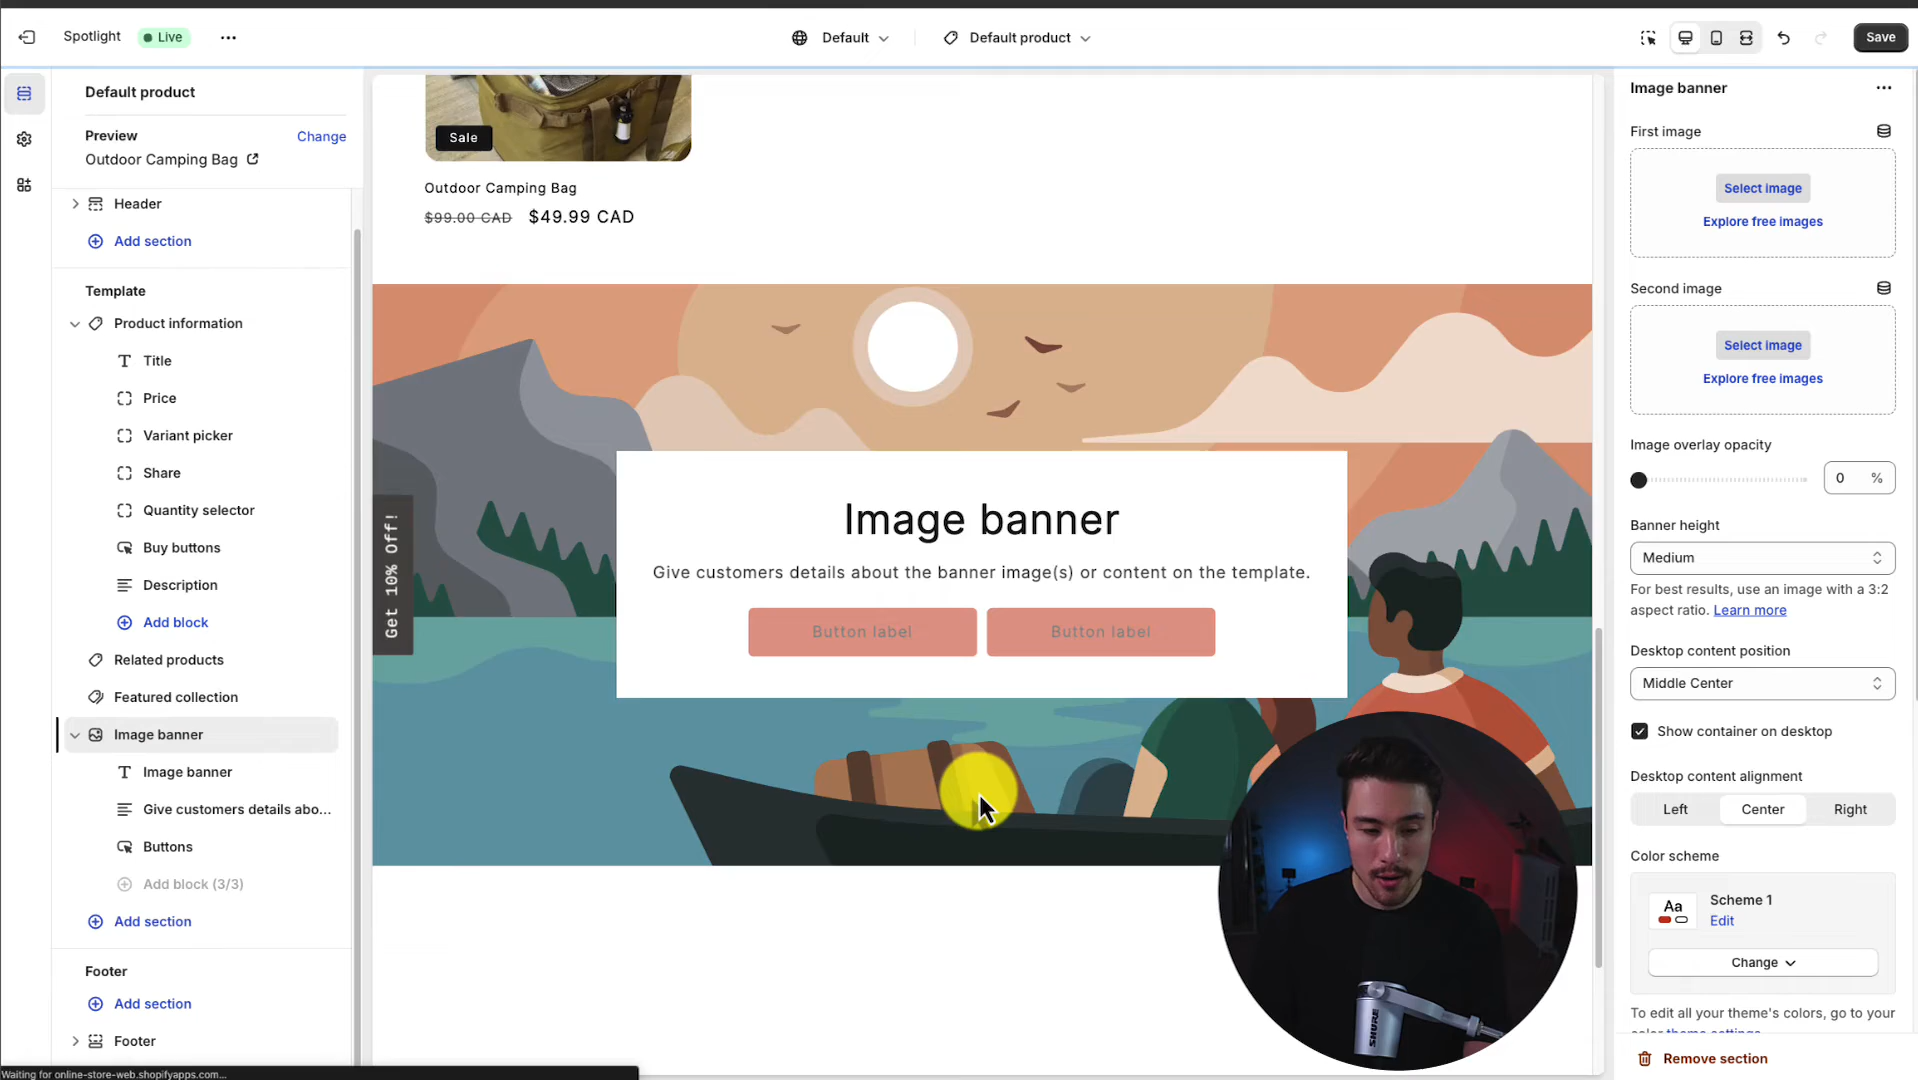 Spotlight
Live
Default
Default product
Save
Default product
Preview
Change
Outdoor Camping Bag
Header
Add section
Template
Product information
Title
Price
Variant picker
Share
Quantity selector
Buy buttons
Description
Add block
Related products
Featured collection
Image banner
Image banner
Give customers details abo...
Buttons
Add block (3/3)
Add section
Footer
Add section
Footer
Waiting for online-store-web.shopifyapps.com...
Sale
Outdoor Camping Bag
$99.00 CAD $49.99 CAD
Get 10% Off!
Image banner
Give customers details about the banner image(s) or content on the template.
Button label
Button label
SHURE
Image banner
First image
Select image
Explore free images
Second image
Select image
Explore free images
Image overlay opacity
0 %
Banner height
Medium
For best results, use an image with a 3:2
aspect ratio. Learn more
Desktop content position
Middle Center
Show container on desktop
Desktop content alignment
Left Center Right
Color scheme
Aa
Scheme 1
Edit
Change
To edit all your theme's colors, go to your
color theme settings.
Remove section